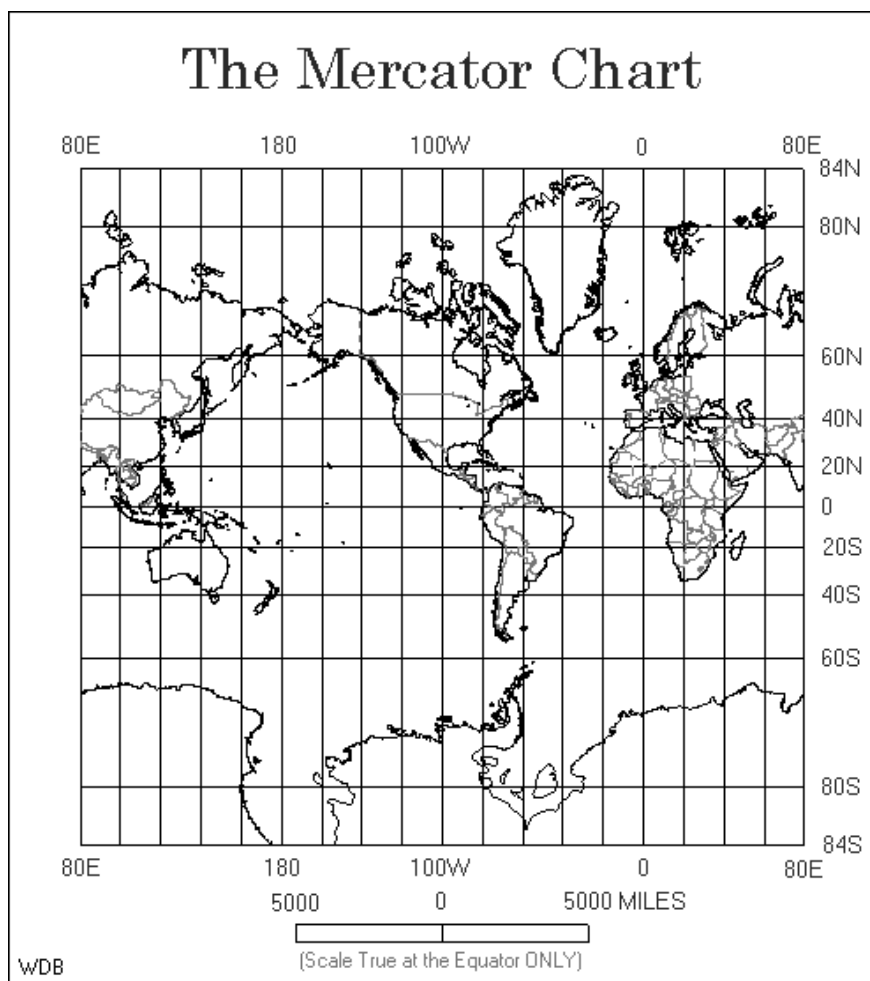 The Mercator Chart
80E 180 100W 0 80E
84N
80N
60N
40N
20N
0
20S
40S
60S
80S
84S
80E 180 100W 0 80E
5000 0 5000 MILES
(Scale True at the Equator ONLY)
WDB